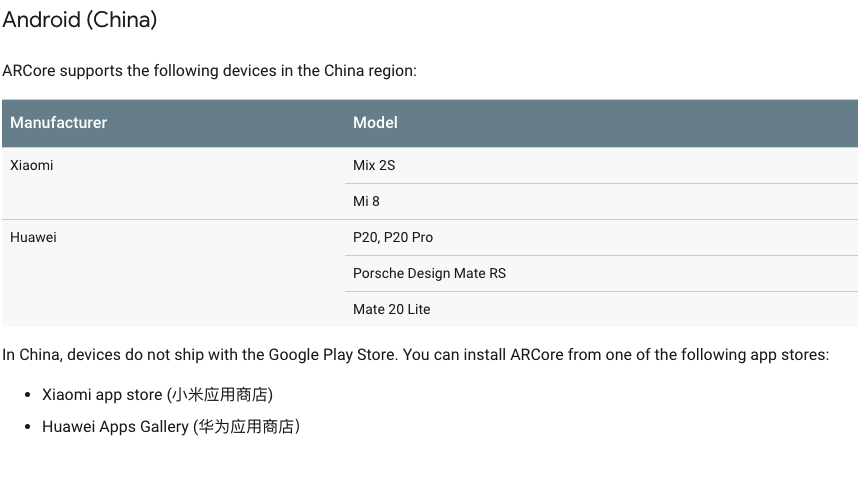 Android (China)
ARCore supports the following devices in the China region:
Manufacturer Model
Xiaomi Mix 2S
Mi 8
Huawei P20, P20 Pro
Porsche Design Mate RS
Mate 20 Lite
In China, devices do not ship with the Google Play Store. You can install ARCore from one of the following app stores:
• Xiaomi app store (小米应用商店)
• Huawei Apps Gallery (华为应用商店）